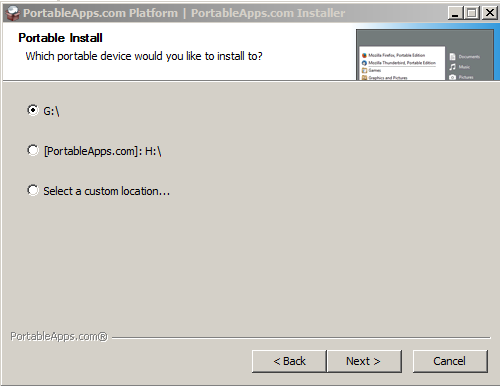 PortableApps.com Platform | PortableApps.com Installer
Portable Install
Which portable device would you like to install to?
Mozilla Firefox, Portable Edition
Mozilla Thunderbird, Portable Edition
Games
Graphics and Pictures
Documents
Music
Pictures
G:\
[PortableApps.com]: H:\
Select a custom location...
PortableApps.com®
< Back
Next >
Cancel